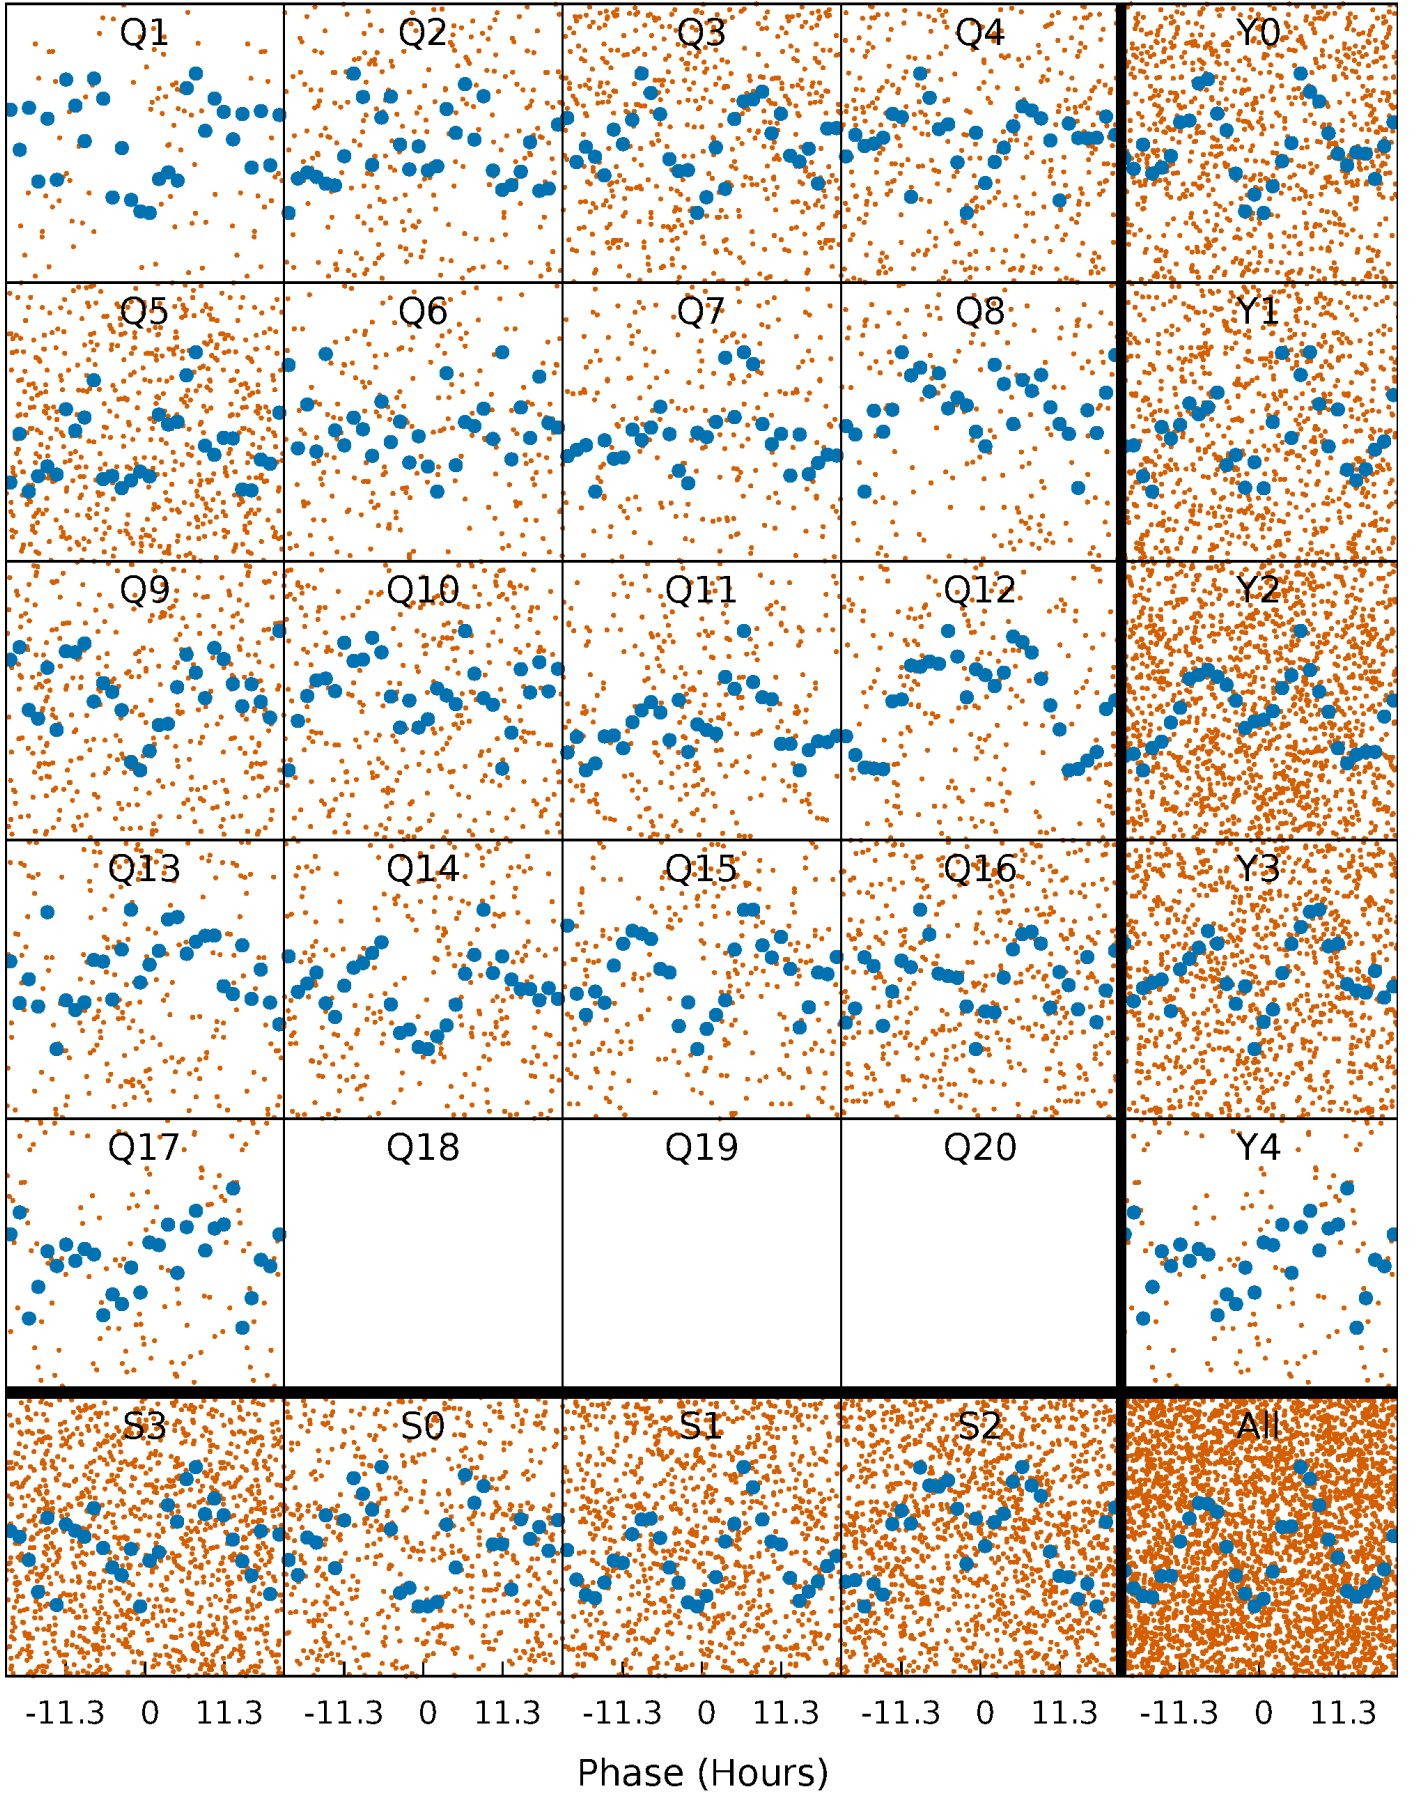 Q1 Q2 Q3 Q4 Y0
Q5 Q6 Q7 Q8 Y1
Q9 Q10 Q11 Q12 Y2
Q13 Q14 Q15 Q16 Y3
Q17 Q18 Q19 Q20 Y4
S3 S0 S1 S2 All
-11.3 0 11.3 -11.3 0 11.3 -11.3 0 11.3 -11.3 0 11.3 -11.3 0 11.3
Phase (Hours)